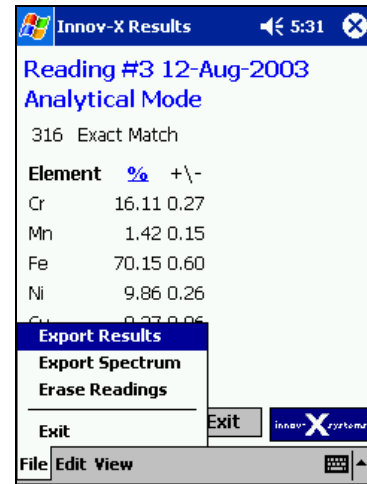 Innov-X Results 5:31
Reading #3 12-Aug-2003
Analytical Mode
316 Exact Match
Element % +\-
Cr 16.11 0.27
Mn 1.42 0.15
Fe 70.15 0.60
Ni 9.86 0.26
Export Results
Export Spectrum
Erase Readings
Exit
Exit
innov-X systems
File Edit View